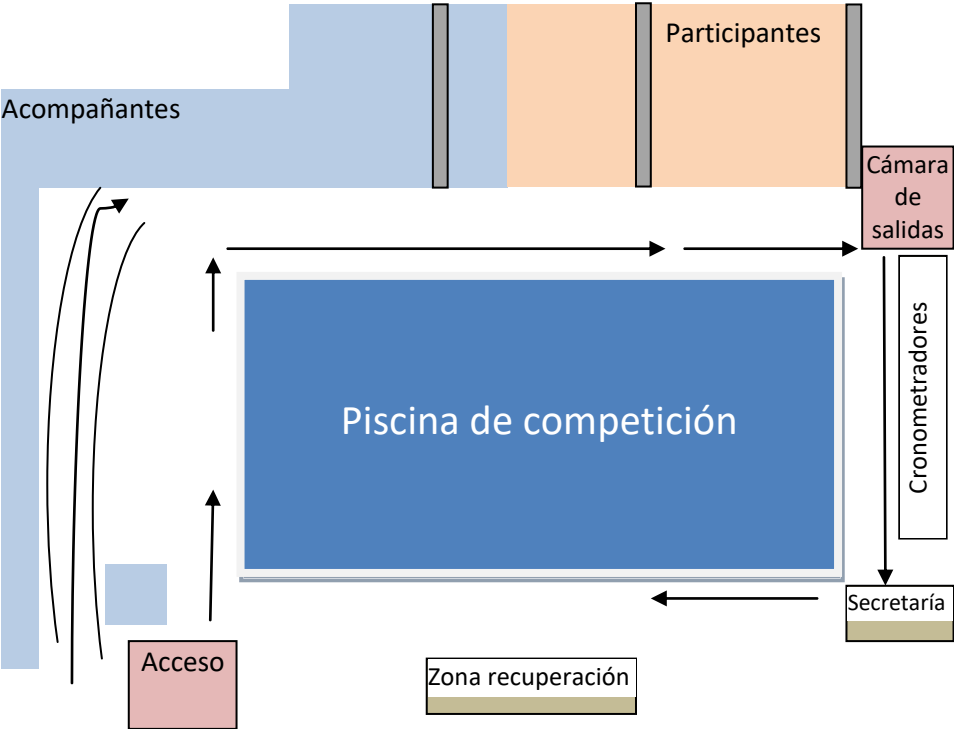 Participantes
Acompañantes
Cámara
de
salidas
Cronometradores
Piscina de competición
Secretaría
Acceso
Zona recuperación